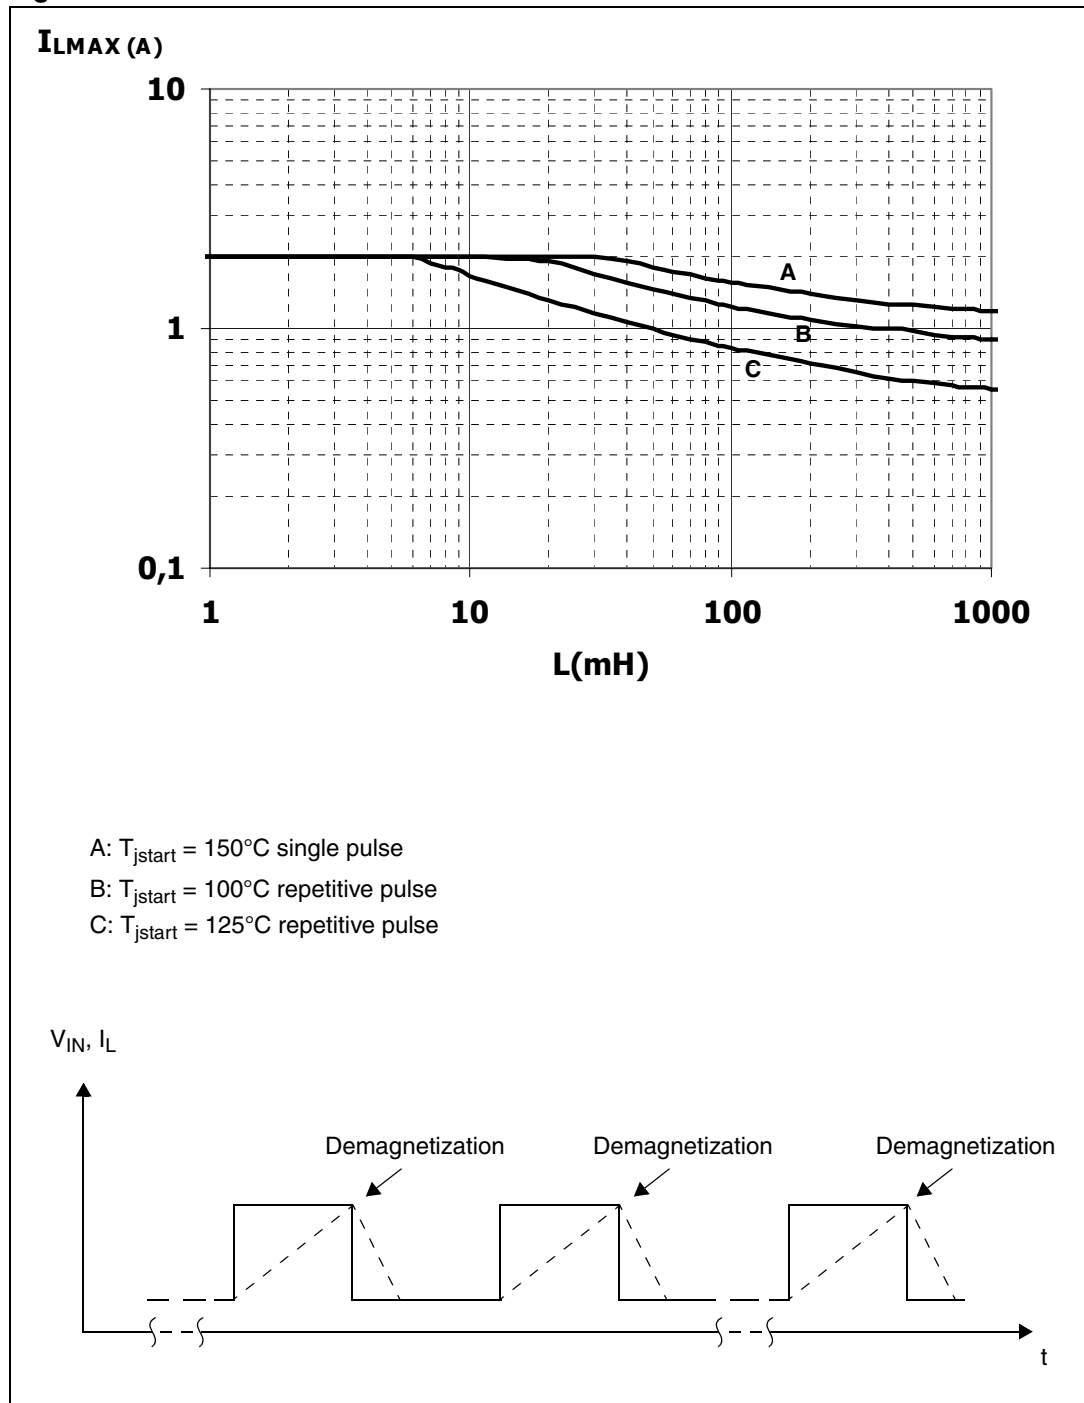 I LMAX (A)
10
1
0,1
1 10 100 1000
A
B
C
L(mH)
A: Tjstart = 150°C single pulse
B: Tjstart = 100°C repetitive pulse
C: Tjstart = 125°C repetitive pulse
VIN, IL
Demagnetization Demagnetization Demagnetization
t